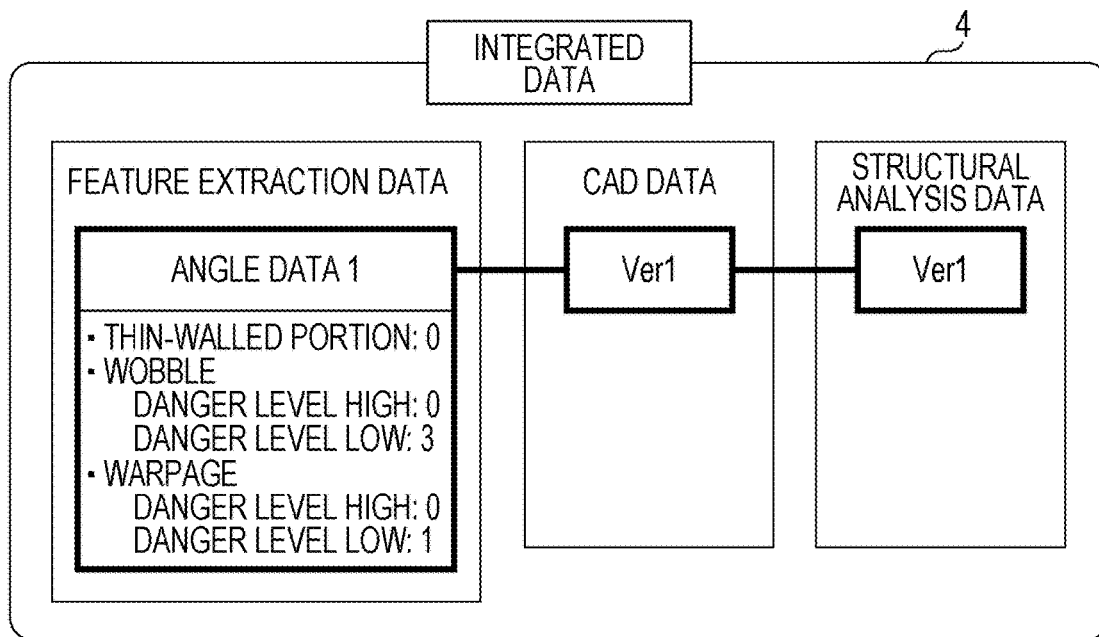 4
INTEGRATED
DATA
FEATURE EXTRACTION DATA
ANGLE DATA 1
• THIN-WALLED PORTION: 0
• WOBBLE
DANGER LEVEL HIGH: 0
DANGER LEVEL LOW: 3
• WARPAGE
DANGER LEVEL HIGH: 0
DANGER LEVEL LOW: 1
CAD DATA
Ver1
STRUCTURAL
ANALYSIS DATA
Ver1